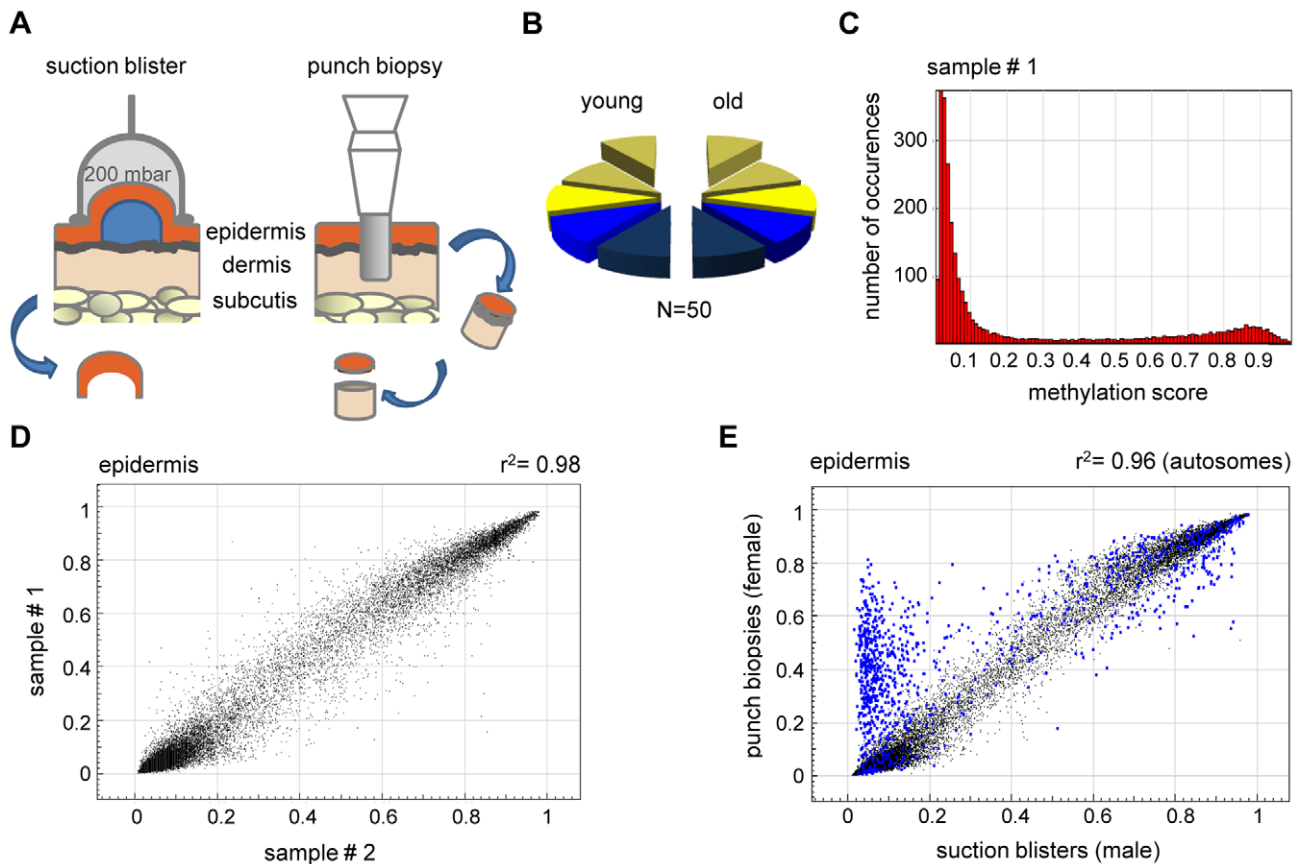 A
suction blister
punch biopsy
200 mbar
epidermis
dermis
subcutis
B
young
old
N=50
C
sample # 1
number of occurences
300
200
100
0.1 0.2 0.3 0.4 0.5 0.6 0.7 0.8 0.9
methylation score
D
epidermis
r²= 0.98
sample # 1
1
0.8
0.6
0.4
0.2
0
0 0.2 0.4 0.6 0.8 1
sample # 2
E
epidermis
r²= 0.96 (autosomes)
punch biopsies (female)
1
0.8
0.6
0.4
0.2
0
0 0.2 0.4 0.6 0.8 1
suction blisters (male)